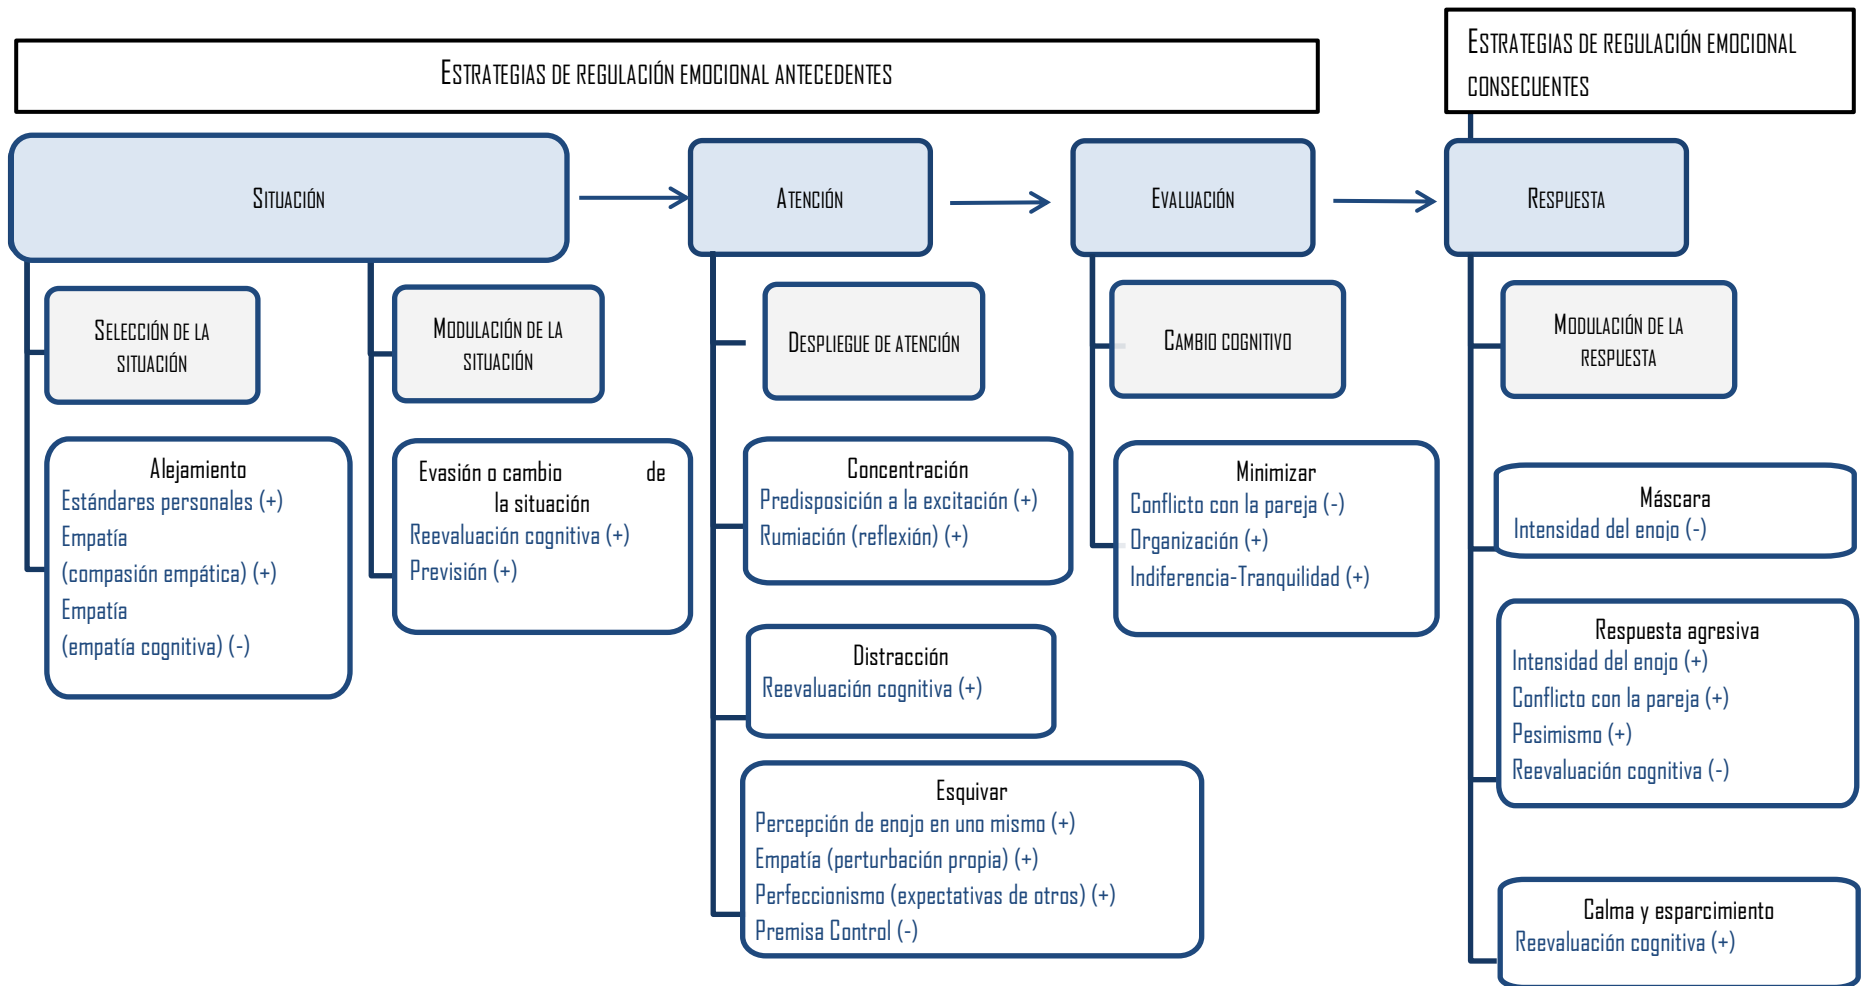 ESTRATEGIAS DE REGULACIÓN EMOCIONAL ANTECEDENTES
ESTRATEGIAS DE REGULACIÓN EMOCIONAL
CONSECUENTES
SITUACIÓN
ATENCIÓN
EVALUACIÓN
RESPUESTA
SELECCIÓN DE LA
SITUACIÓN
MODULACIÓN DE LA
SITUACIÓN
DESPLIEGUE DE ATENCIÓN
CAMBIO COGNITIVO
MODULACIÓN DE LA
RESPUESTA
Alejamiento
Estándares personales (+)
Empatía
(compasión empática) (+)
Empatía
(empatía cognitiva) (-)
Evasión o cambio de
la situación
Reevaluación cognitiva (+)
Previsión (+)
Concentración
Predisposición a la excitación (+)
Rumiación (reflexión) (+)
Distracción
Reevaluación cognitiva (+)
Esquivar
Percepción de enojo en uno mismo (+)
Empatía (perturbación propia) (+)
Perfeccionismo (expectativas de otros) (+)
Premisa Control (-)
Minimizar
Conflicto con la pareja (-)
Organización (+)
Indiferencia-Tranquilidad (+)
Máscara
Intensidad del enojo (-)
Respuesta agresiva
Intensidad del enojo (+)
Conflicto con la pareja (+)
Pesimismo (+)
Reevaluación cognitiva (-)
Calma y esparcimiento
Reevaluación cognitiva (+)